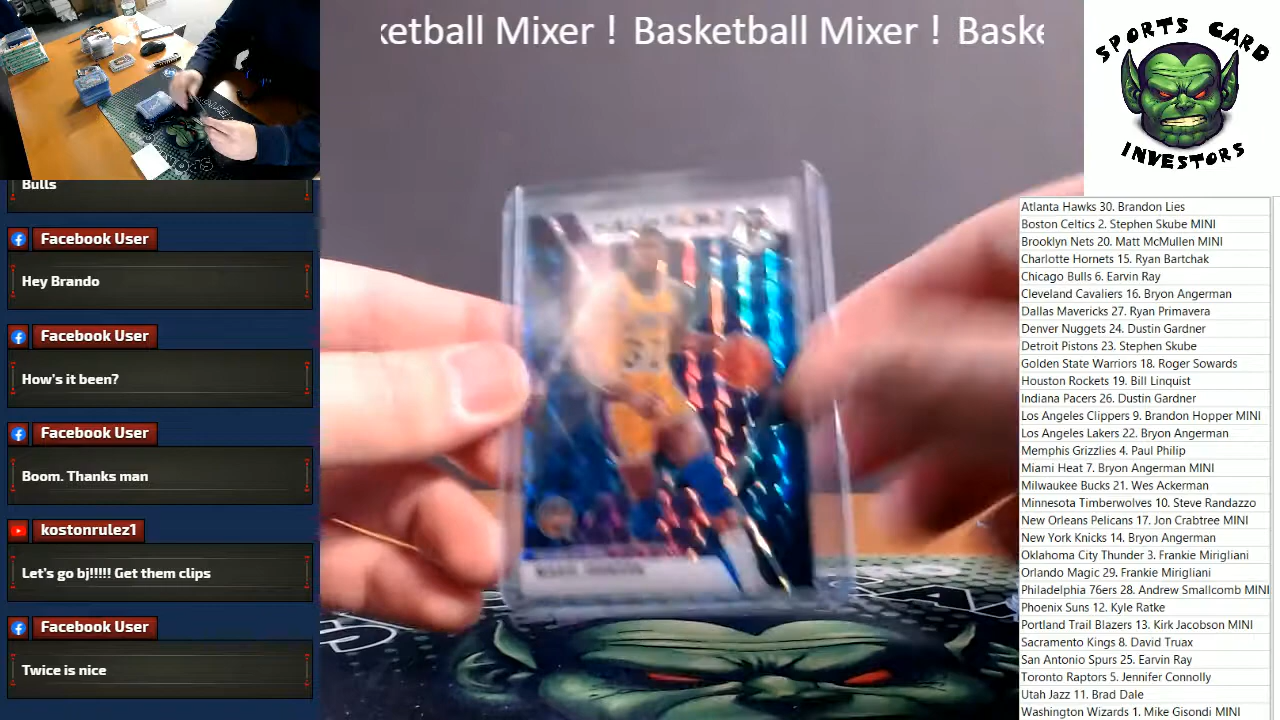 ketball Mixer ! Basketball Mixer ! Baske
SPORTS CARD
INVESTORS
Bulls
Facebook User
Hey Brando
Facebook User
How's it been?
Facebook User
Boom. Thanks man
kostonrulez1
Let's go bj!!!!! Get them clips
Facebook User
Twice is nice
32
Atlanta Hawks 30. Brandon Lies
Boston Celtics 2. Stephen Skube MINI
Brooklyn Nets 20. Matt McMullen MINI
Charlotte Hornets 15. Ryan Bartchak
Chicago Bulls 6. Earvin Ray
Cleveland Cavaliers 16. Bryon Angerman
Dallas Mavericks 27. Ryan Primavera
Denver Nuggets 24. Dustin Gardner
Detroit Pistons 23. Stephen Skube
Golden State Warriors 18. Roger Sowards
Houston Rockets 19. Bill Linquist
Indiana Pacers 26. Dustin Gardner
Los Angeles Clippers 9. Brandon Hopper MINI
Los Angeles Lakers 22. Bryon Angerman
Memphis Grizzlies 4. Paul Philip
Miami Heat 7. Bryon Angerman MINI
Milwaukee Bucks 21. Wes Ackerman
Minnesota Timberwolves 10. Steve Randazzo
New Orleans Pelicans 17. Jon Crabtree MINI
New York Knicks 14. Bryon Angerman
Oklahoma City Thunder 3. Frankie Mirigliani
Orlando Magic 29. Frankie Mirigliani
Philadelphia 76ers 28. Andrew Smallcomb MINI
Phoenix Suns 12. Kyle Ratke
Portland Trail Blazers 13. Kirk Jacobson MINI
Sacramento Kings 8. David Truax
San Antonio Spurs 25. Earvin Ray
Toronto Raptors 5. Jennifer Connolly
Utah Jazz 11. Brad Dale
Washington Wizards 1. Mike Gisondi MINI